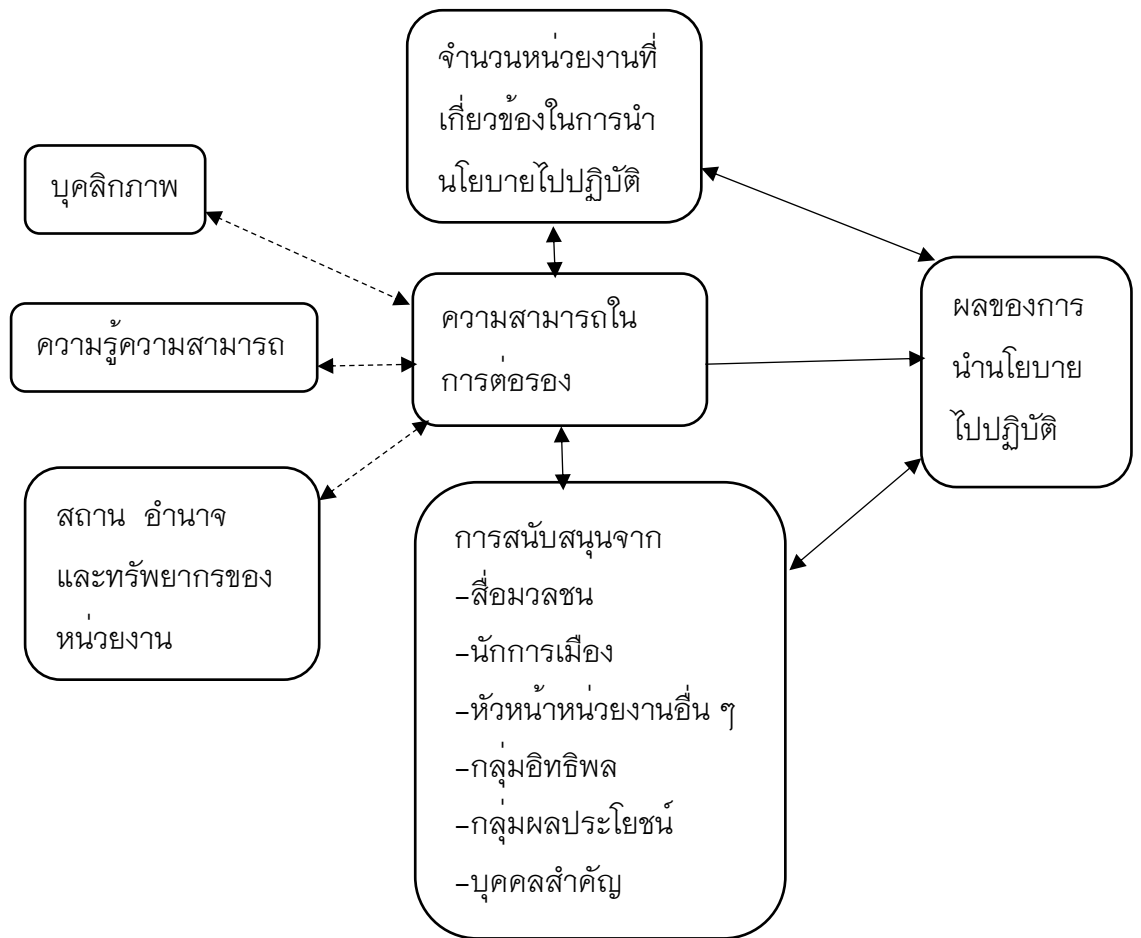 จำนวนหน่วยงานที่
เกี่ยวข้องในการนำ
นโยบายไปปฏิบัติ
บุคลิกภาพ
ความรู้ความสามารถ
สถาน อำนาจ
และทรัพยากรของ
หน่วยงาน
ความสามารถใน
การต่อรอง
ผลของการ
นำนโยบาย
ไปปฏิบัติ
การสนับสนุนจาก
-สื่อมวลชน
-นักการเมือง
-หัวหน้าหน่วยงานอื่น ๆ
-กลุ่มอิทธิพล
-กลุ่มผลประโยชน์
-บุคคลสำคัญ